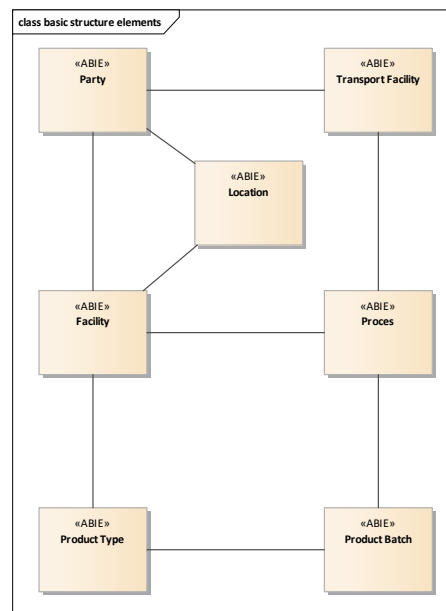 class basic structure elements
«ABIE»
Party
«ABIE»
Transport Facility
«ABIE»
Location
«ABIE»
Facility
«ABIE»
Proces
«ABIE»
Product Type
«ABIE»
Product Batch